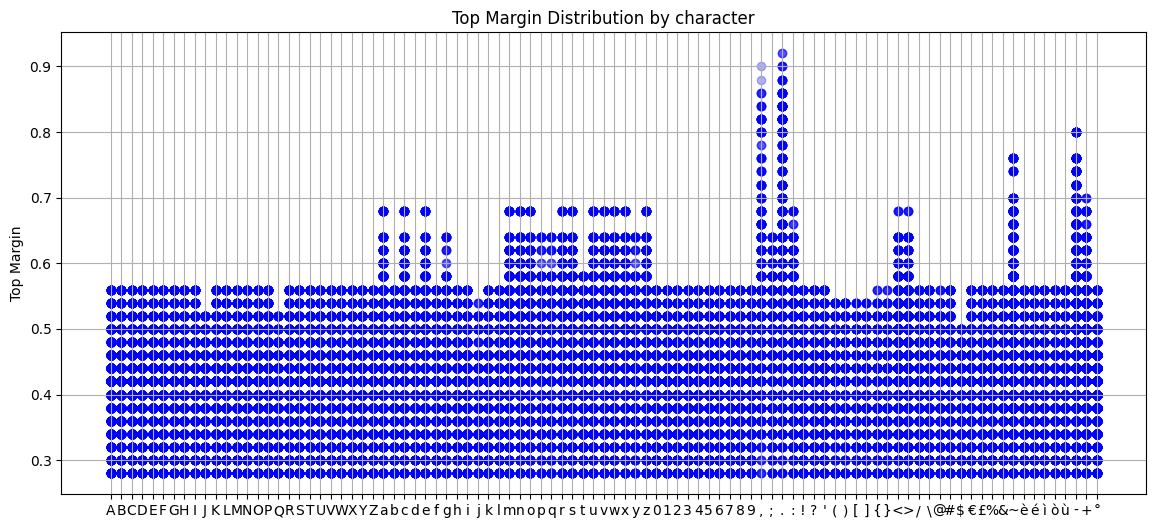 Top Margin Distribution by character
Top Margin
0.9
0.8
0.7
0.6
0.5
0.4
0.3
A B C D E F G H I J K L M N O P Q R S T U V W X Y Z a b c d e f g h i j k l m n o p q r s t u v w x y z 0 1 2 3 4 5 6 7 8 9 , ; . : ! ? ' ( ) [ ] { } < > / \ @ # $ € £ % & ~ è é ì ò ù - + °